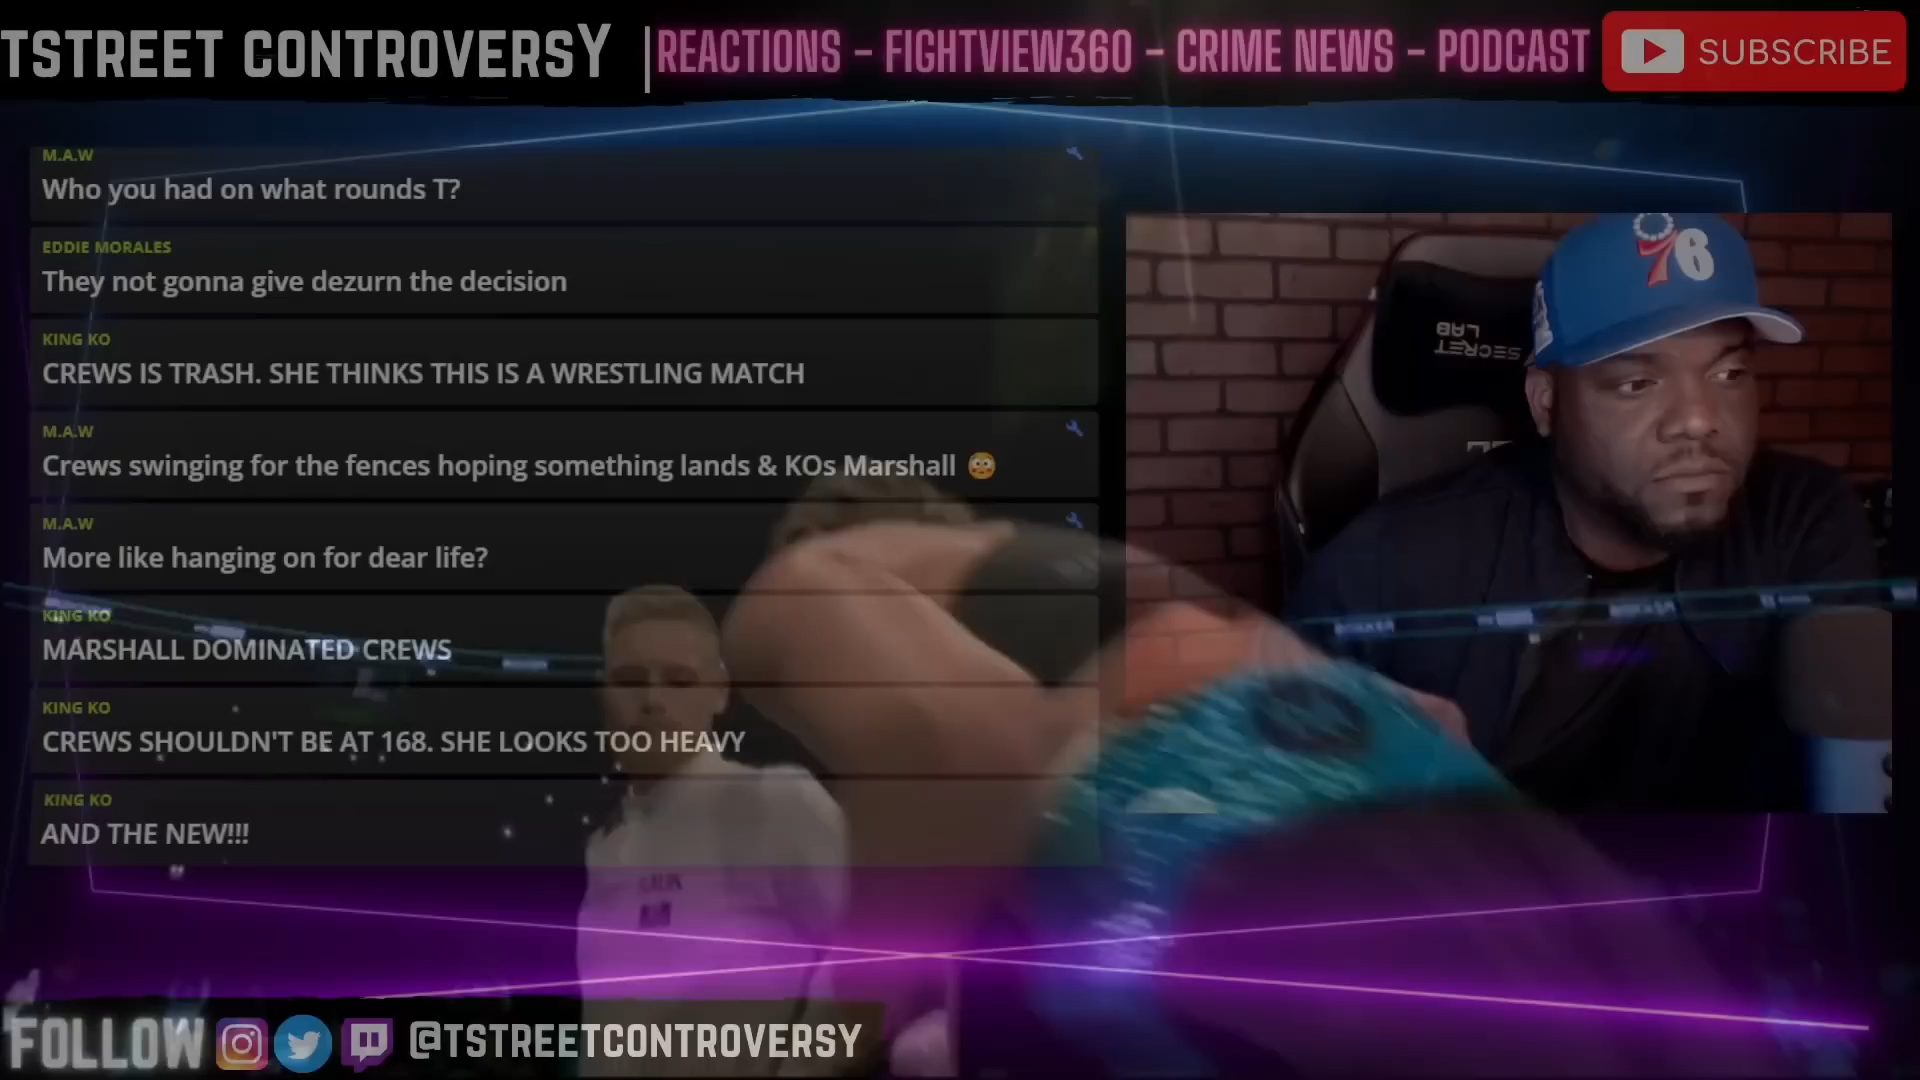 TSTREET CONTROVERSY | REACTIONS - FIGHTVIEW360 - CRIME NEWS - PODCAST
SUBSCRIBE
M.A.W
Who you had on what rounds T?
EDDIE MORALES
They not gonna give dezurn the decision
KING KO
CREWS IS TRASH. SHE THINKS THIS IS A WRESTLING MATCH
M.A.W
Crews swinging for the fences hoping something lands & KOs Marshall 😳
M.A.W
More like hanging on for dear life?
KING KO
MARSHALL DOMINATED CREWS
KING KO
CREWS SHOULDN'T BE AT 168. SHE LOOKS TOO HEAVY
KING KO
AND THE NEW!!!
76
SECRET
LAB
BOXXER
FOLLOW @TSTREETCONTROVERSY